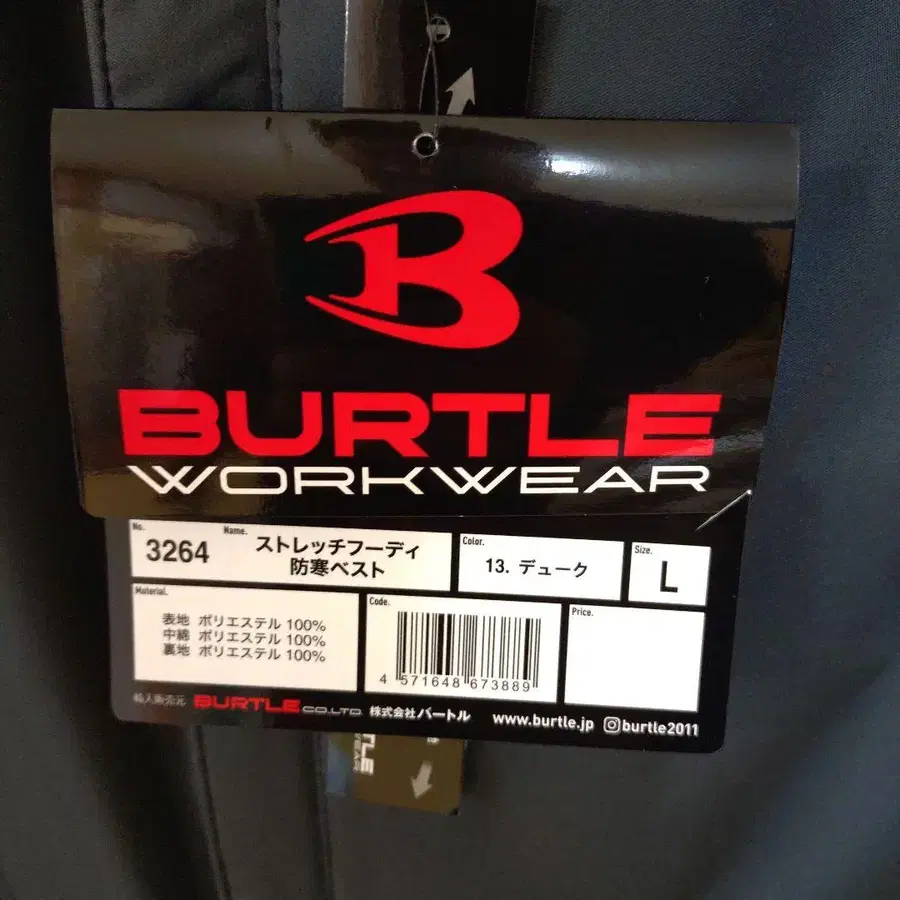 B
BURTLE
WORKWEAR
No.
3264
Name.
ストレッチフーディ
防寒ベスト
Color.
13. デューク
Size.
L
Material.
表地 ポリエステル 100%
中綿 ポリエステル 100%
裏地 ポリエステル 100%
Code.
4 571648 673889
Price.
輸入販売元 BURTLE CO.LTD. 株式会社バートル
www.burtle.jp burtle2011